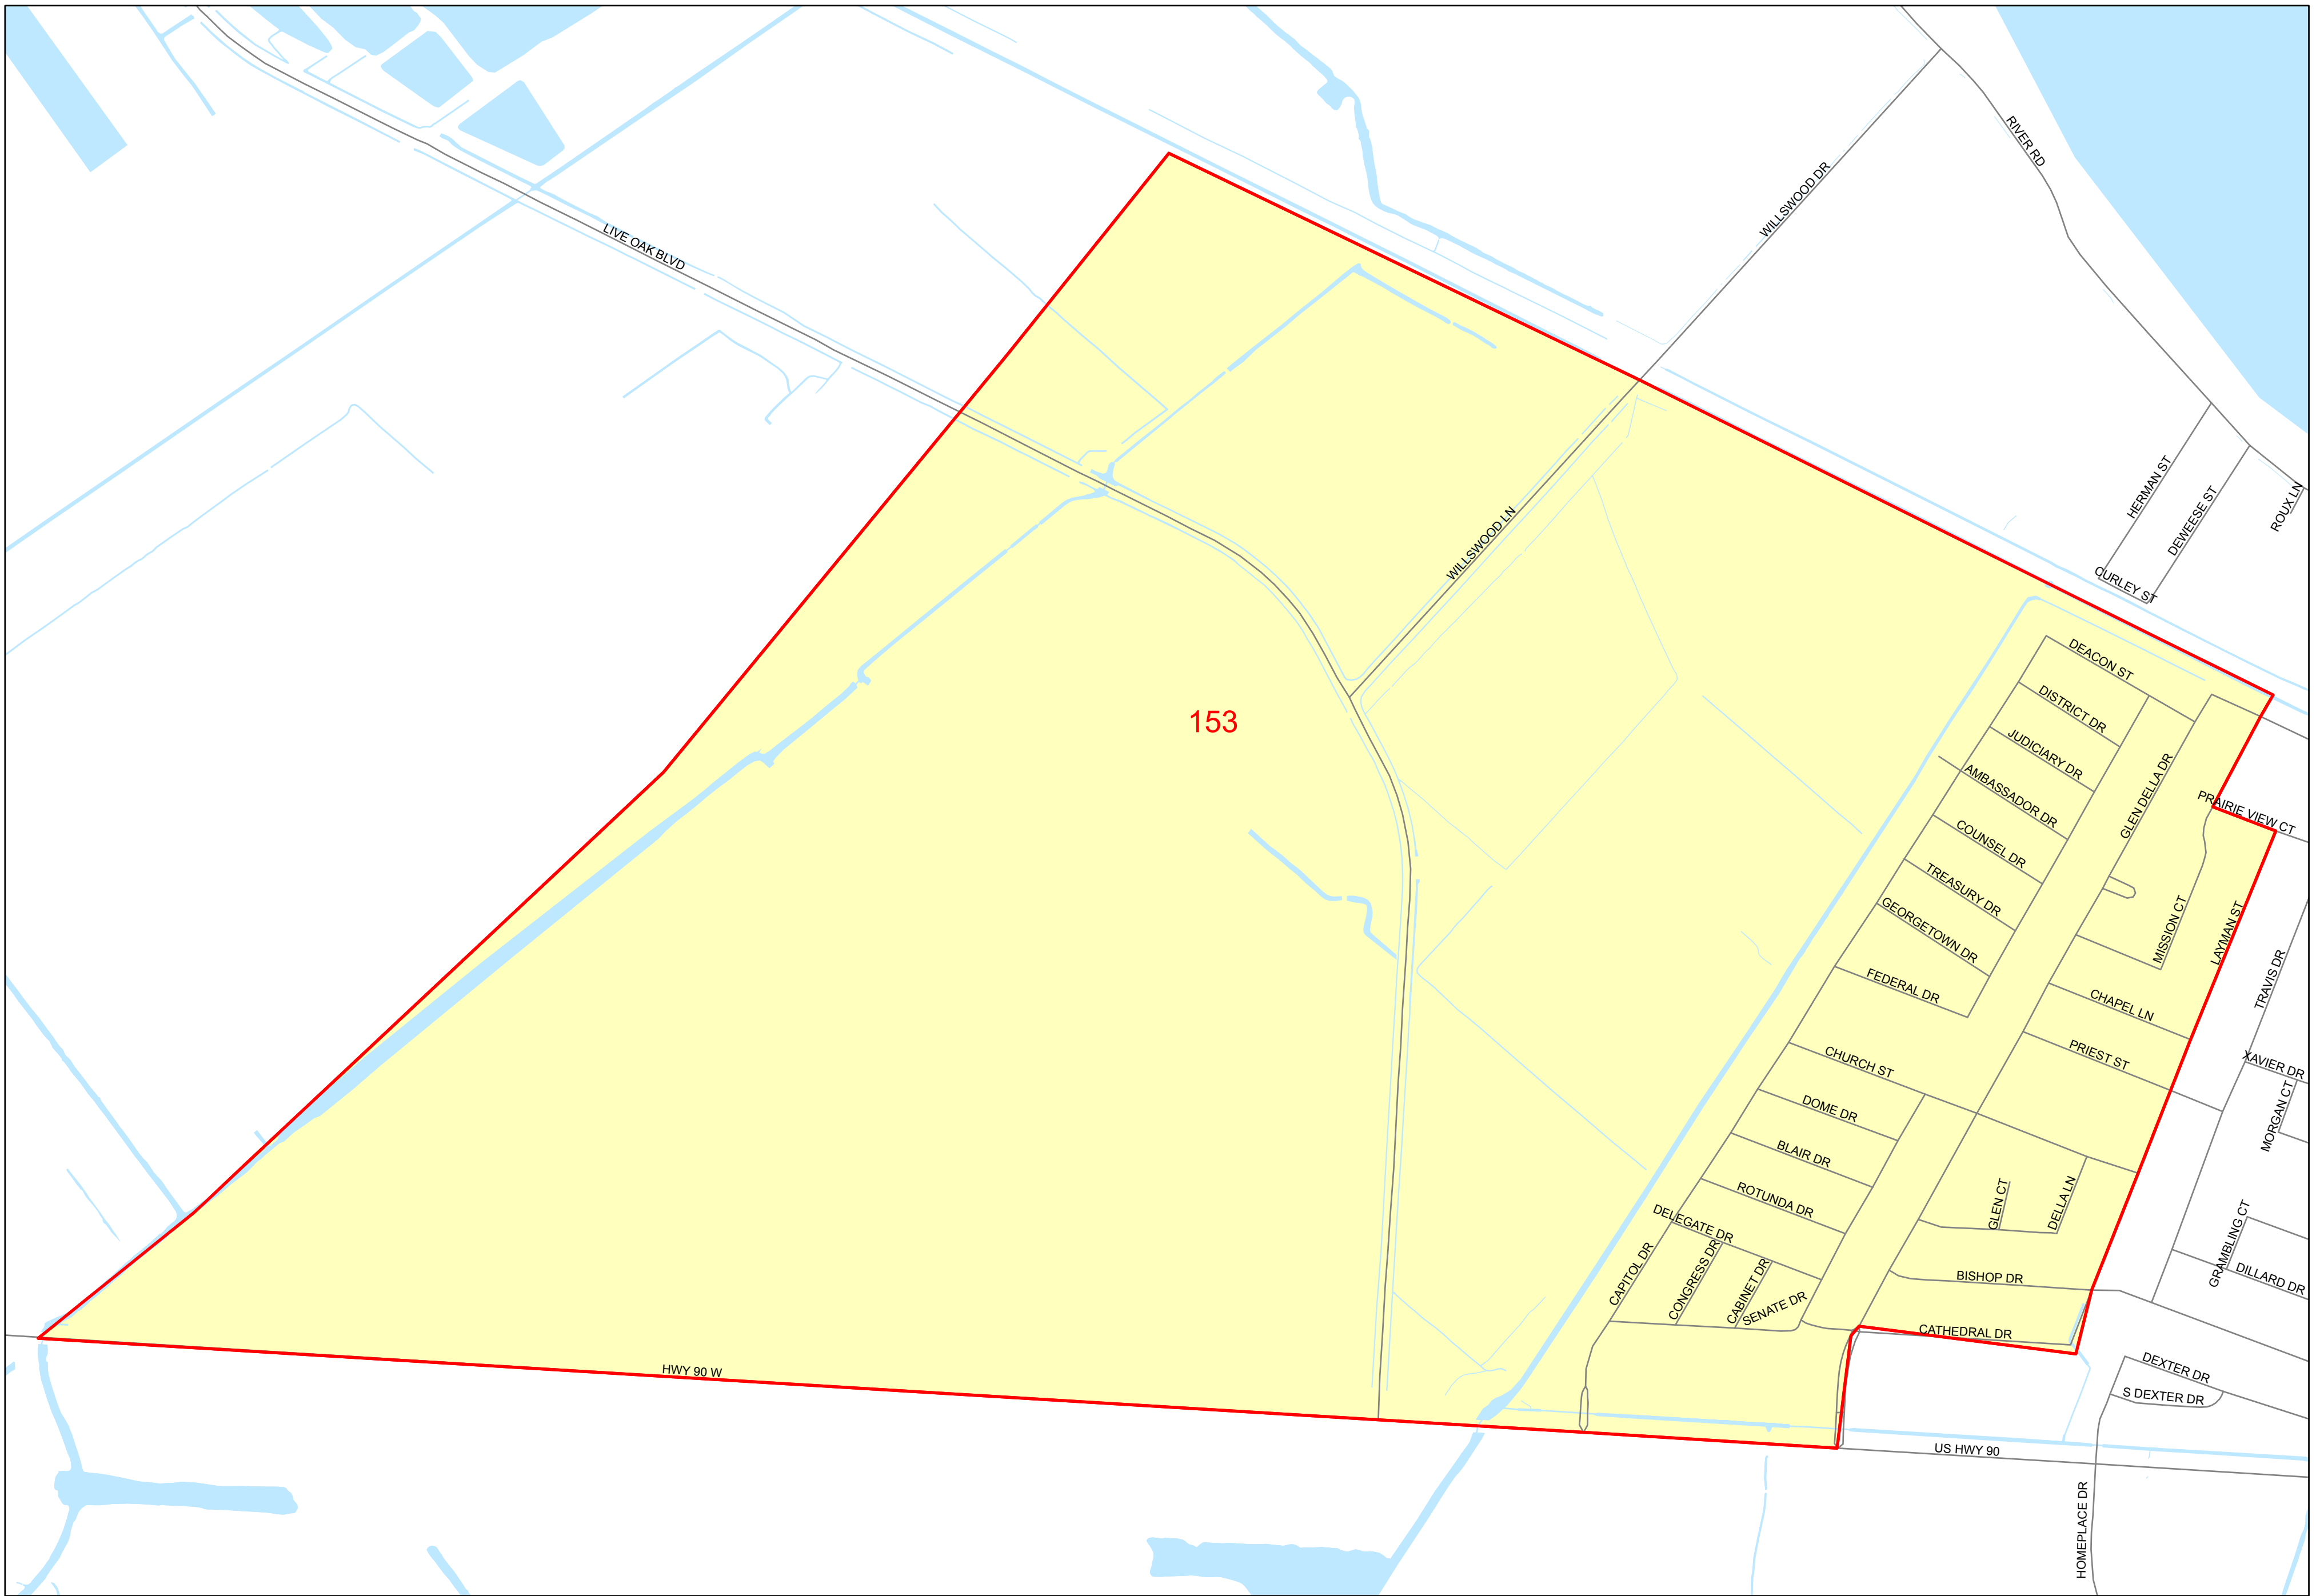 RIVER RD
WILLSWOOD DR
LIVE OAK BLVD
HERMAN ST
DEWEESE ST
ROUX LN
WILLSWOOD LN
CURLEY ST
DEACON ST
DISTRICT DR
153
JUDICIARY DR
AMBASSADOR DR
GLEN DELLA DR
PRAIRIE VIEW CT
COUNSEL DR
TREASURY DR
GEORGETOWN DR
MISSION CT
LAYMAN ST
FEDERAL DR
TRAVIS DR
CHAPEL LN
PRIEST ST
CHURCH ST
XAVIER DR
DOME DR
MORGAN CT
BLAIR DR
ROTUNDA DR
GLEN CT
DELLA LN
DELEGATE DR
GRAMBLING CT
CAPITOL DR
CONGRESS DR
CABINET DR
SENATE DR
BISHOP DR
DILLARD DR
CATHEDRAL DR
HWY 90 W
DEXTER DR
S DEXTER DR
US HWY 90
HOMEPLACE DR